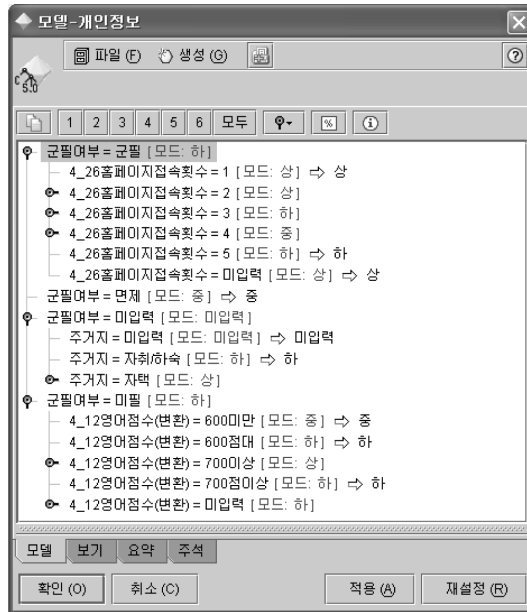 모델-개인정보
파일 (F) 생성 (G)
C 5.0
1 2 3 4 5 6 모두 %
군필여부 = 군필 [모드: 하]
4_26홈페이지접속횟수 = 1 [모드: 상] ⇨ 상
4_26홈페이지접속횟수 = 2 [모드: 상]
4_26홈페이지접속횟수 = 3 [모드: 하]
4_26홈페이지접속횟수 = 4 [모드: 중]
4_26홈페이지접속횟수 = 5 [모드: 하] ⇨ 하
4_26홈페이지접속횟수 = 미입력 [모드: 상] ⇨ 상
군필여부 = 면제 [모드: 중] ⇨ 중
군필여부 = 미입력 [모드: 미입력]
주거지 = 미입력 [모드: 미입력] ⇨ 미입력
주거지 = 자취/하숙 [모드: 하] ⇨ 하
주거지 = 자택 [모드: 상]
군필여부 = 미필 [모드: 하]
4_12영어점수(변환) = 600미만 [모드: 중] ⇨ 중
4_12영어점수(변환) = 600점대 [모드: 하] ⇨ 하
4_12영어점수(변환) = 700이상 [모드: 상]
4_12영어점수(변환) = 700점이상 [모드: 하] ⇨ 하
4_12영어점수(변환) = 미입력 [모드: 하]
모델 보기 요약 주석
확인 (O) 취소 (C) 적용 (A) 재설정 (R)